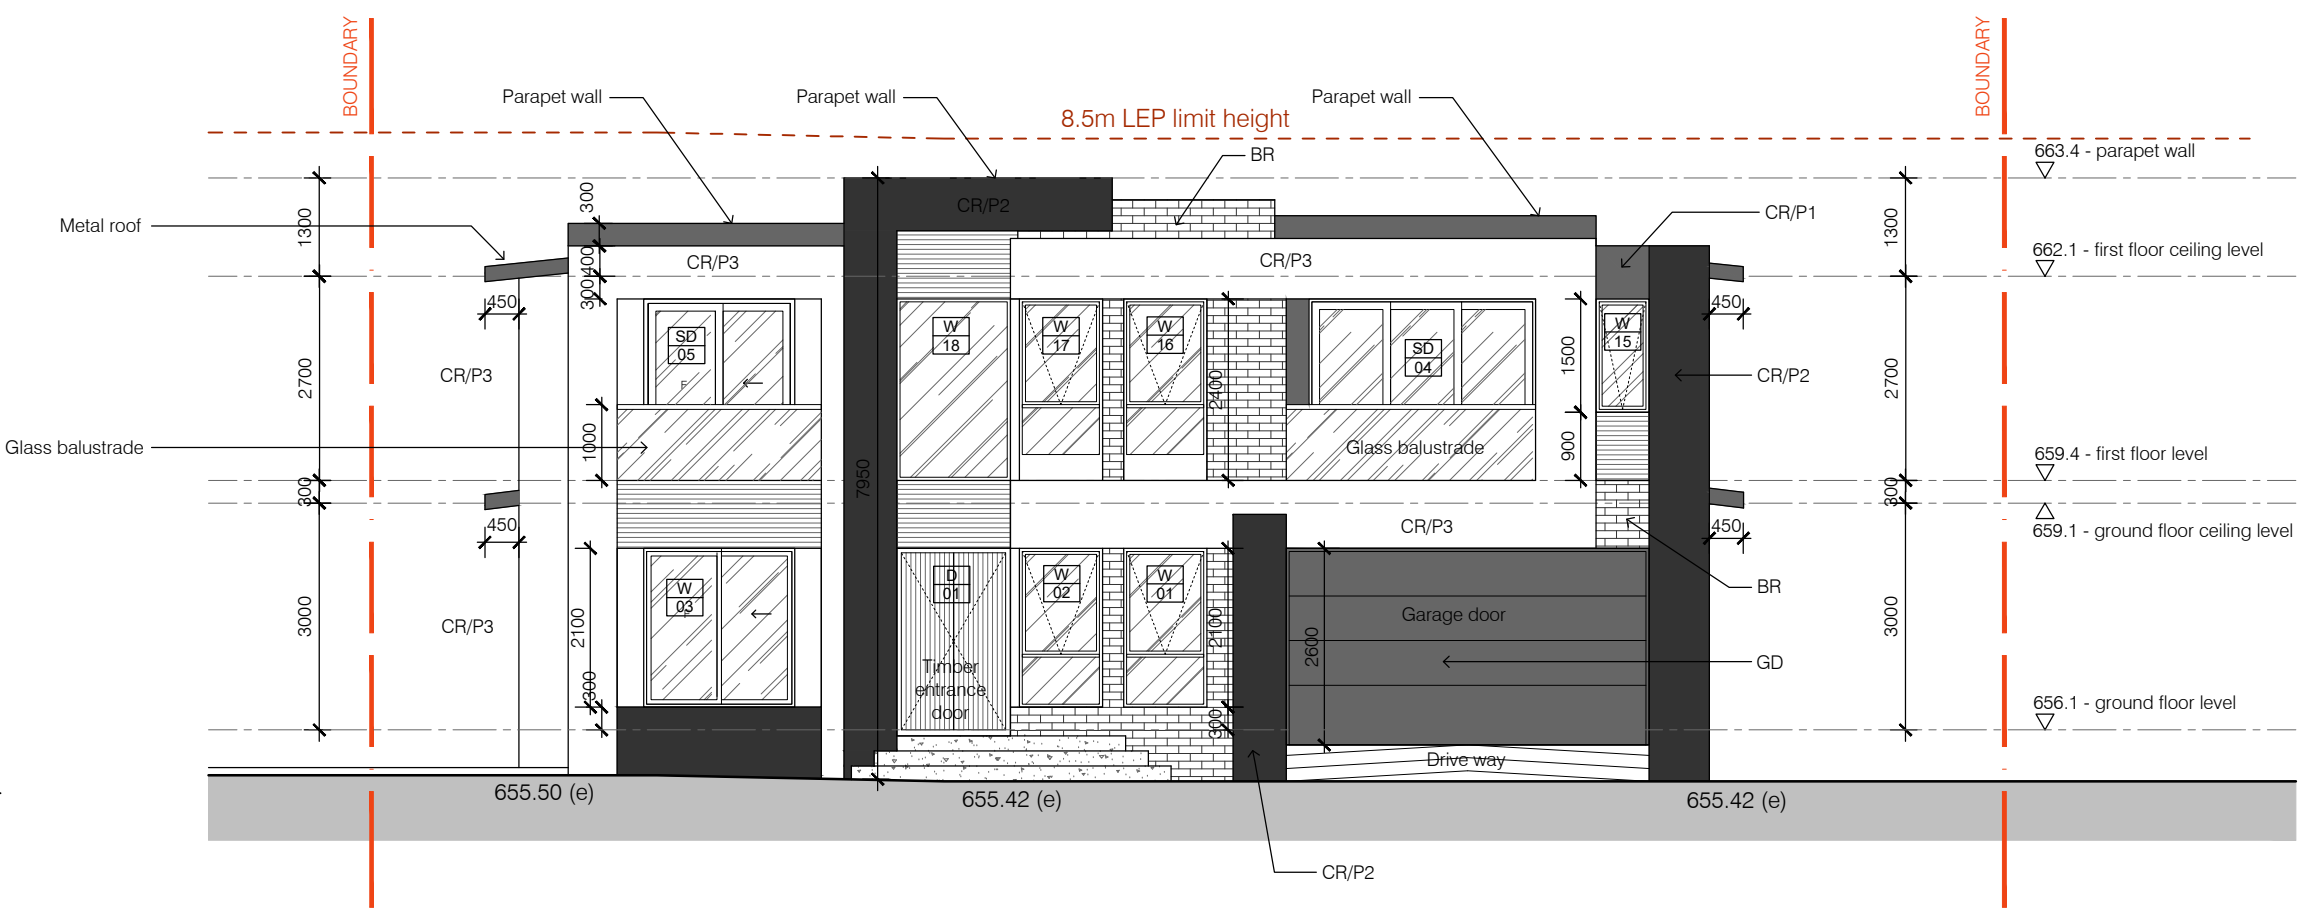 BOUNDARY
BOUNDARY
Parapet wall
Parapet wall
Parapet wall
8.5m LEP limit height
BR
663.4 - parapet wall
300
CR/P2
Metal roof
1300
CR/P1
1300
662.1 - first floor ceiling level
CR/P3
CR/P3
400
300
450
450
SD
05
F
W
18
W
17
W
16
SD
04
W
15
1500
2700
CR/P3
2400
CR/P2
2700
Glass balustrade
1000
Glass balustrade
900
659.4 - first floor level
7950
300
300
450
CR/P3
450
659.1 - ground floor ceiling level
W
03
F
D
01
W
02
W
01
BR
3000
CR/P3
2100
2100
Garage door
3000
2600
GD
Timber
entrance
door
300
300
656.1 - ground floor level
Drive way
655.50 (e)
655.42 (e)
655.42 (e)
CR/P2